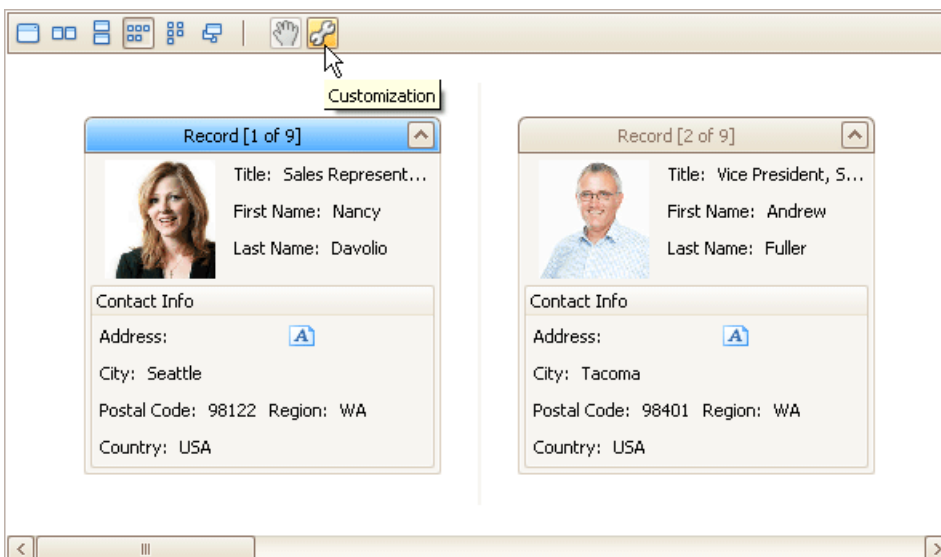 Customization
Record [1 of 9]
Title: Sales Represent...
First Name: Nancy
Last Name: Davolio
Contact Info
Address: A
City: Seattle
Postal Code: 98122 Region: WA
Country: USA
Record [2 of 9]
Title: Vice President, S...
First Name: Andrew
Last Name: Fuller
Contact Info
Address: A
City: Tacoma
Postal Code: 98401 Region: WA
Country: USA